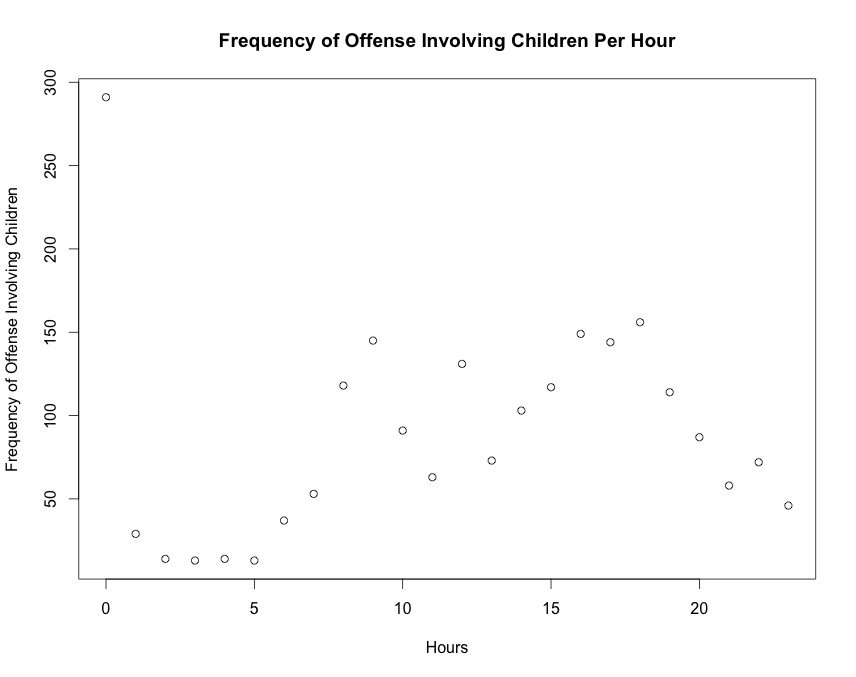 Frequency of Offense Involving Children Per Hour
Frequency of Offense Involving Children
300
250
200
150
100
50
0 5 10 15 20
Hours